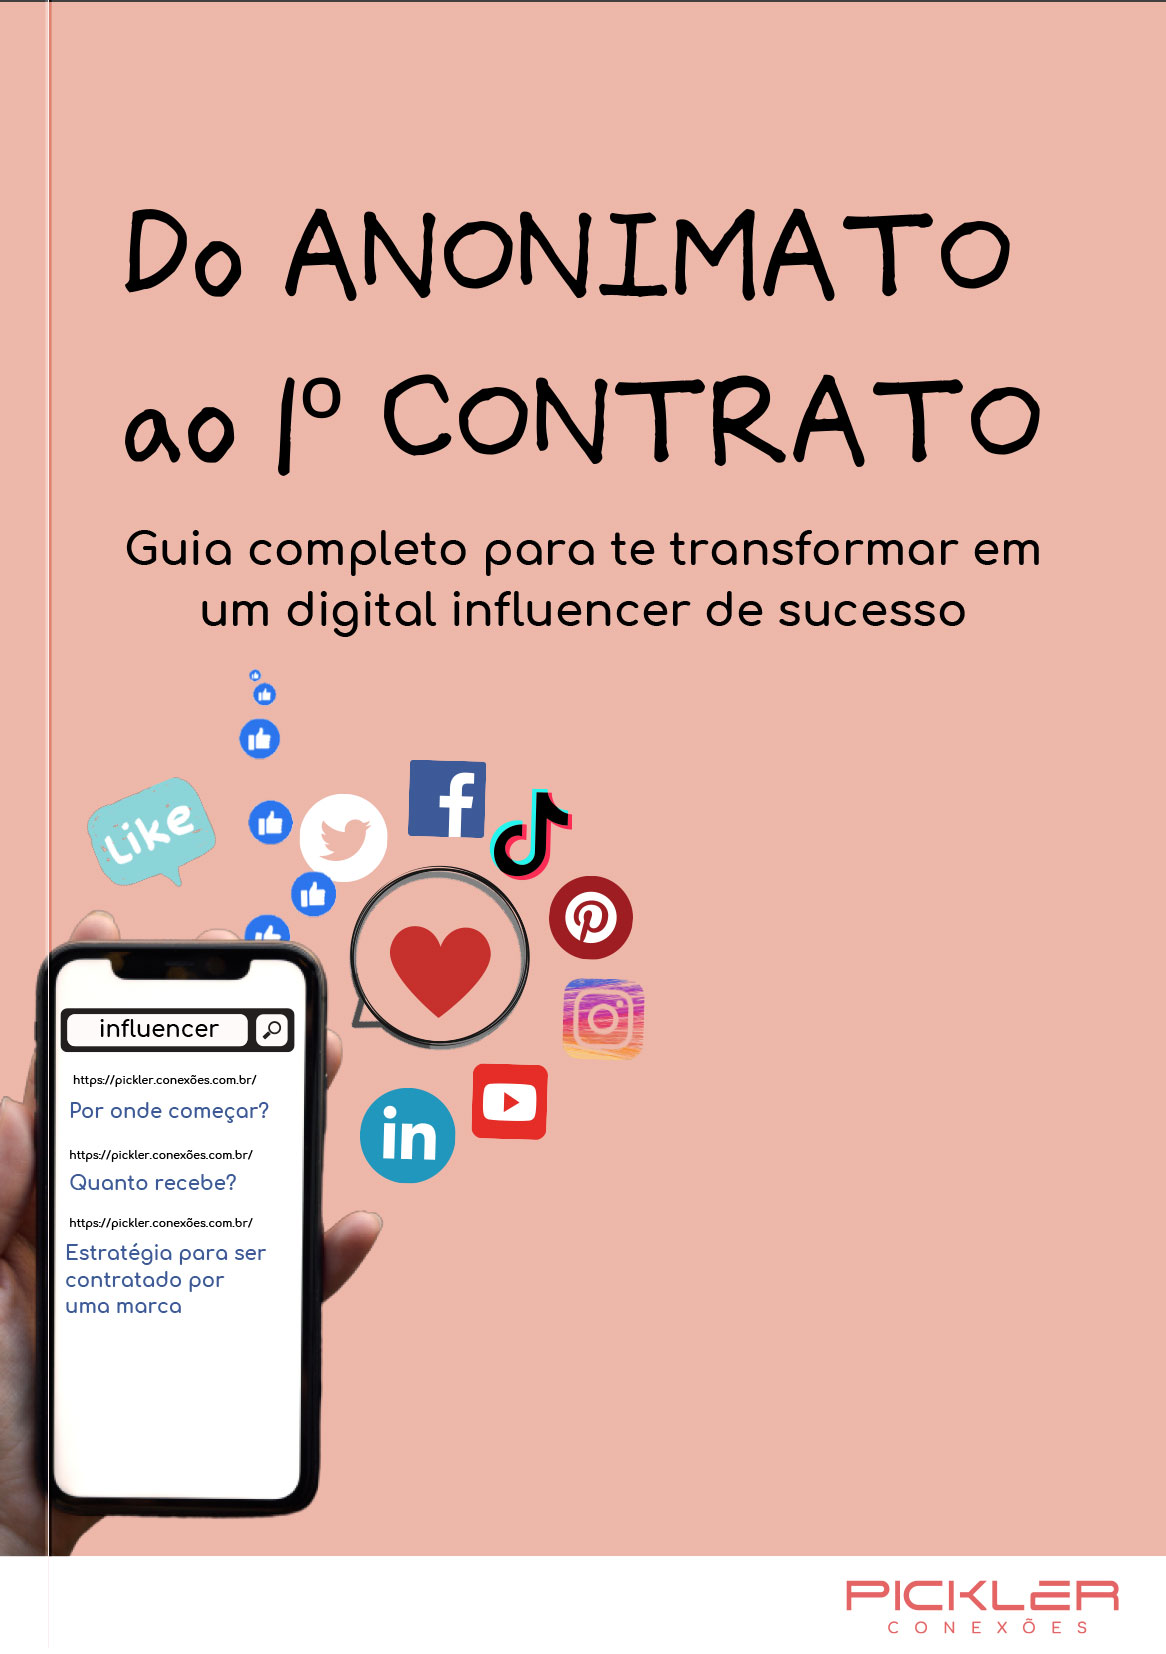 Do ANONIMATO
ao 1º CONTRATO
Guia completo para te transformar em
um digital influencer de sucesso
Like
influencer
https://pickler.conexões.com.br/
Por onde começar?
https://pickler.conexões.com.br/
Quanto recebe?
https://pickler.conexões.com.br/
Estratégia para ser
contratado por
uma marca
in
PICKLER
CONEXÕES